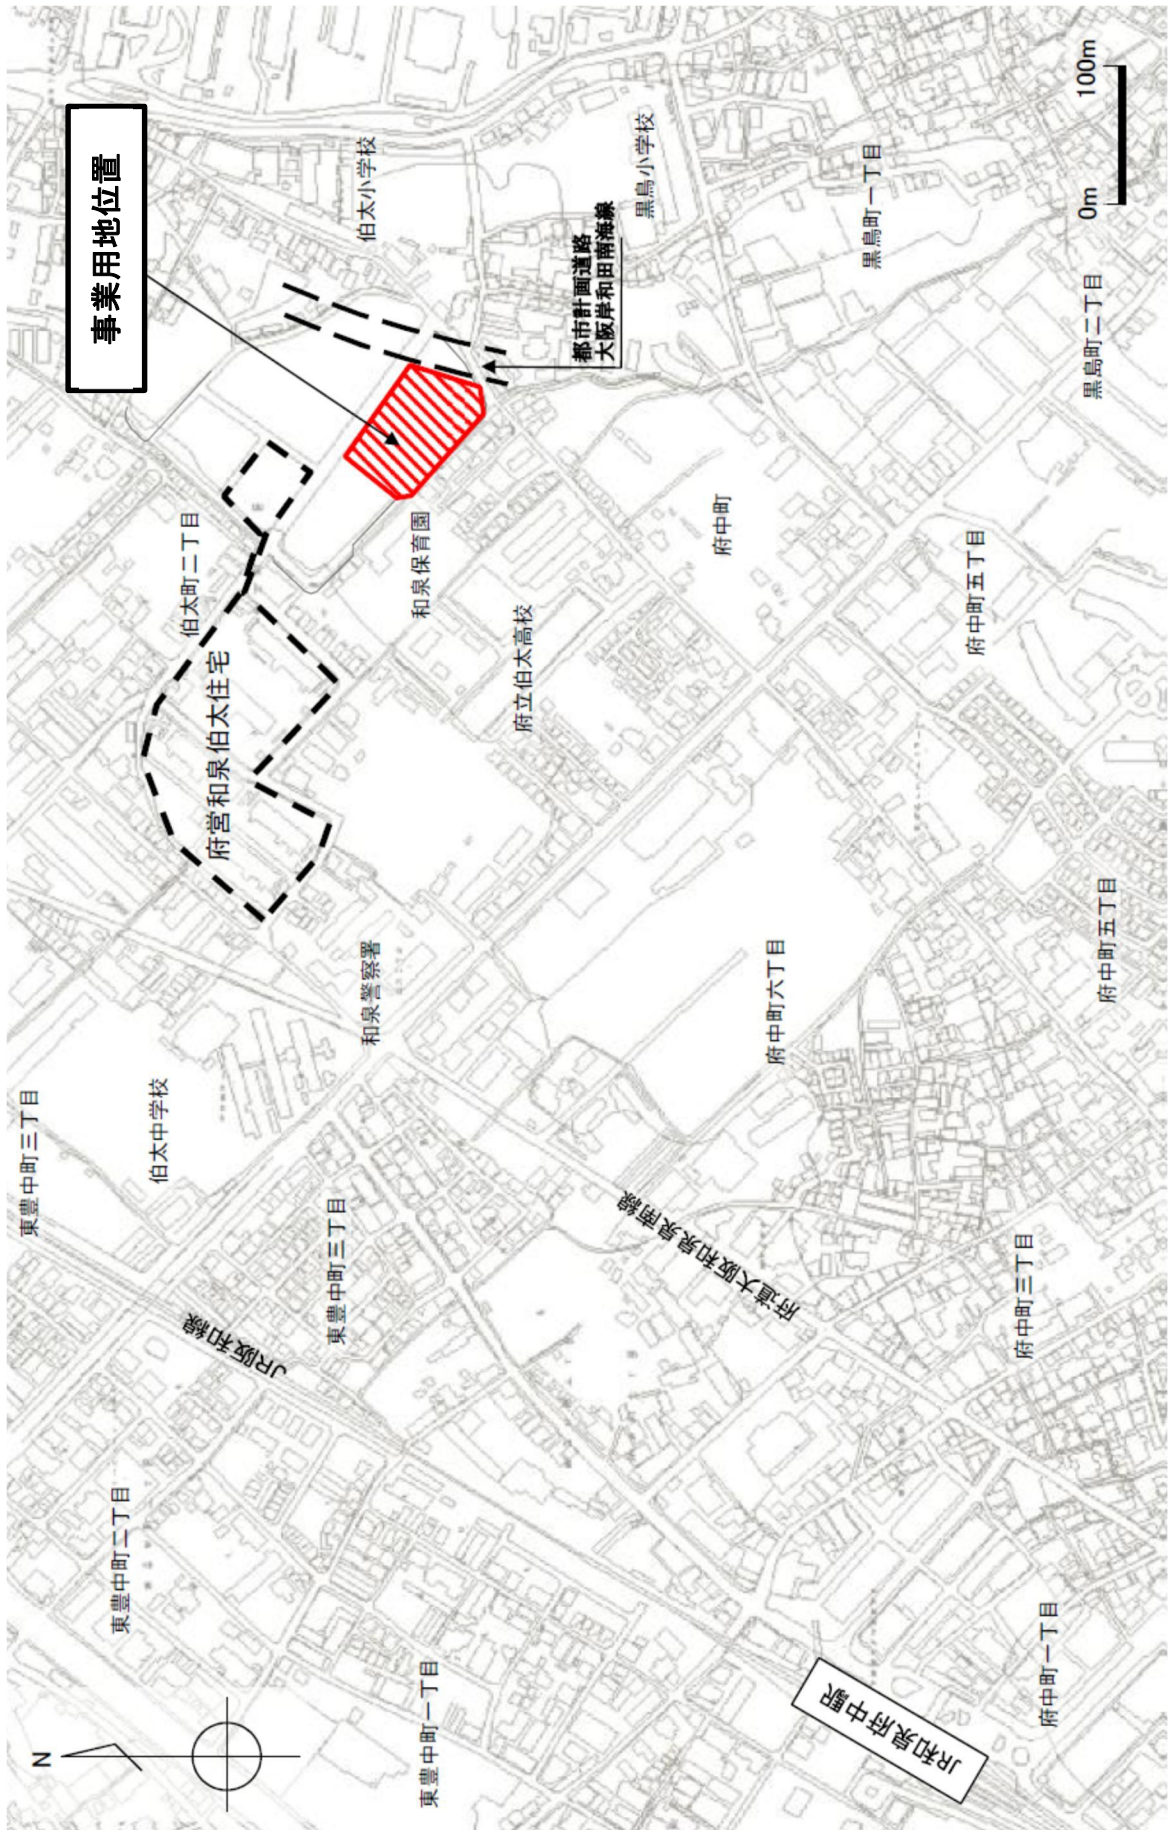 N
東豊中町三丁目
事業用地位置
東豊中町二丁目
伯太中学校
伯太町二丁目
府営和泉伯太住宅
JR阪和線
東豊中町三丁目
和泉警察署
伯太小学校
東豊中町一丁目
和泉保育園
府立伯太高校
都市計画道路
大阪岸和田南海線
黒鳥小学校
府道大阪和泉泉南線
府中町
府中町六丁目
黒鳥町一丁目
JR和泉府中駅
府中町五丁目
府中町三丁目
府中町一丁目
0m 100m
黒鳥町二丁目
府中町五丁目